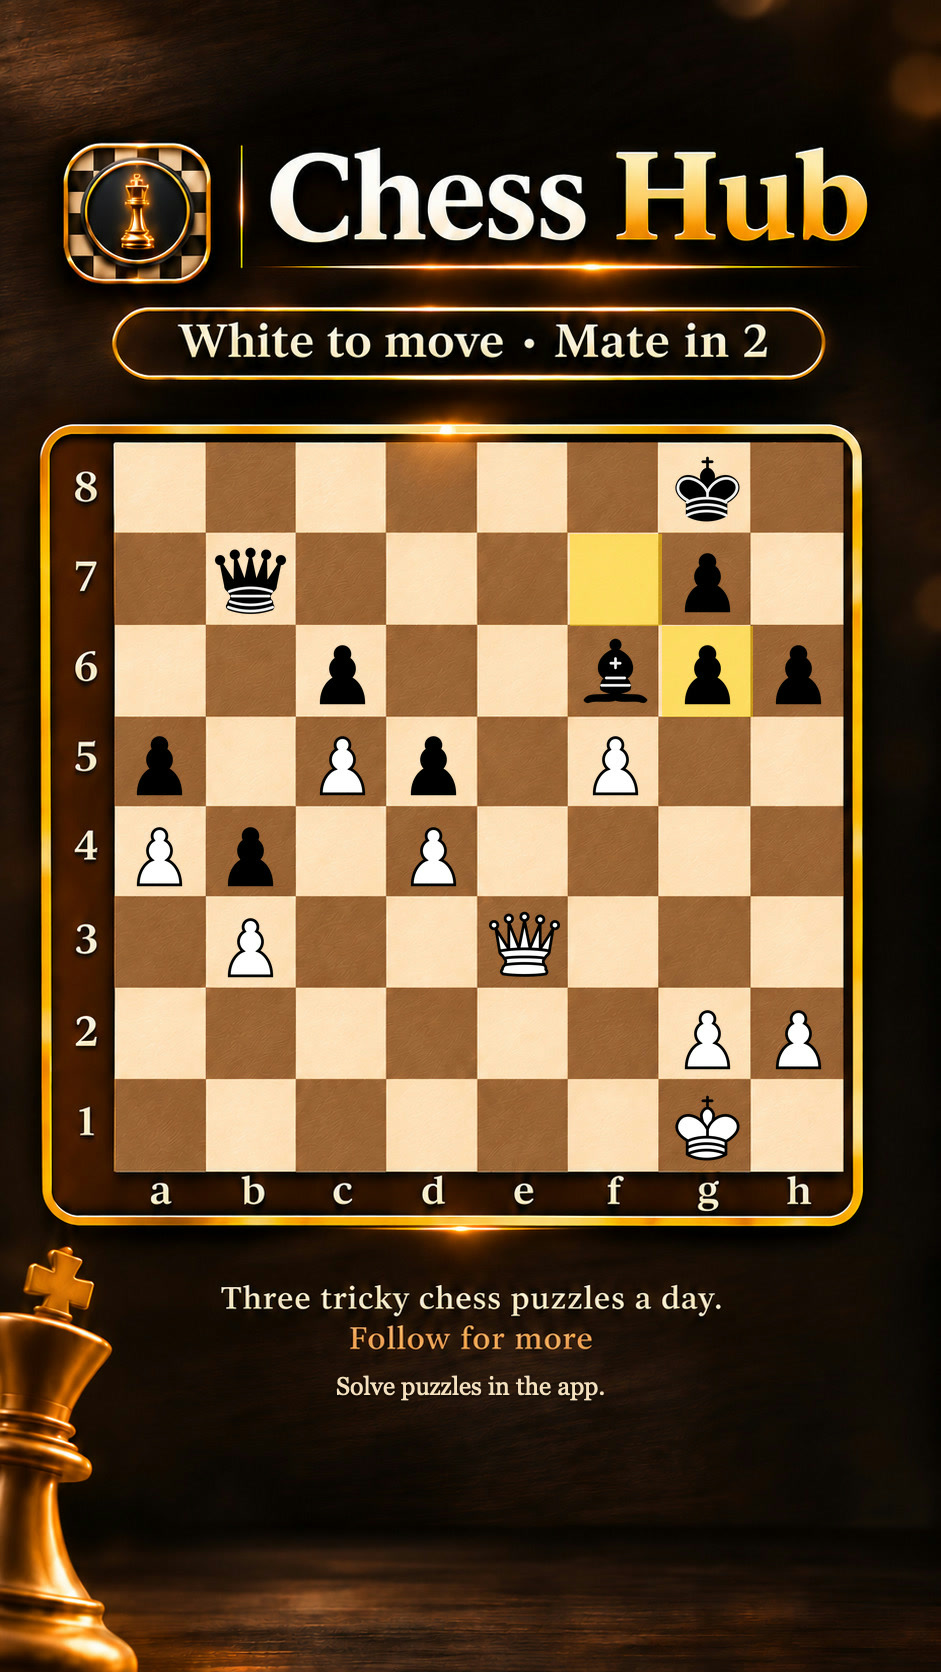 Chess Hub
White to move • Mate in 2
8
7
6
5
4
3
2
1
a b c d e f g h
Three tricky chess puzzles a day.
Follow for more
Solve puzzles in the app.